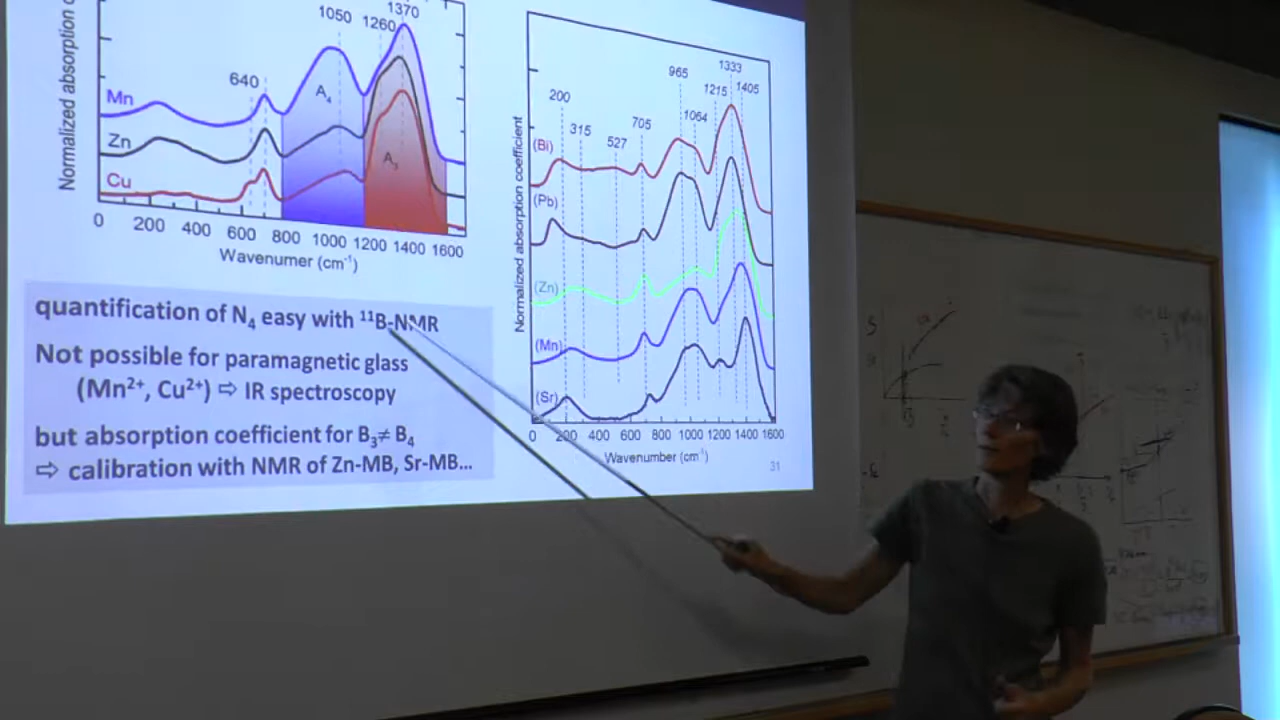 Normalized absorption
1050
1260
1370
640
A4
A3
Mn
Zn
Cu
0 200 400 600 800 1000 1200 1400 1600
Wavenumer (cm-1)
quantification of N4 easy with 11B-NMR
Not possible for paramagnetic glass
(Mn2+, Cu2+) ⇨ IR spectroscopy
but absorption coefficient for B3≠ B4
⇨ calibration with NMR of Zn-MB, Sr-MB...
Normalized absorption coefficient
200
315
527
705
965
1064
1215
1333
1405
(Bi)
(Pb)
(Zn)
(Mn)
(Sr)
0 200 400 600 800 1000 1200 1400 1600
Wavenumber (cm-1)
31